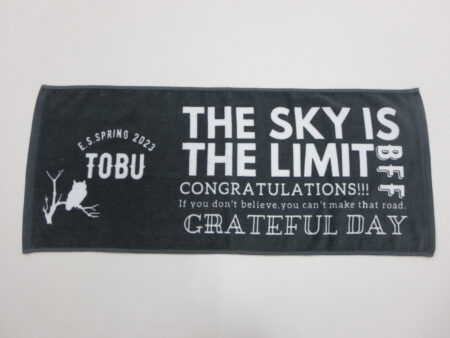 E.S.SPRING 2023
TOBU
THE SKY IS
THE LIMIT
BFF
CONGRATULATIONS!!!
If you don't believe, you can't make that road.
GRATEFUL DAY